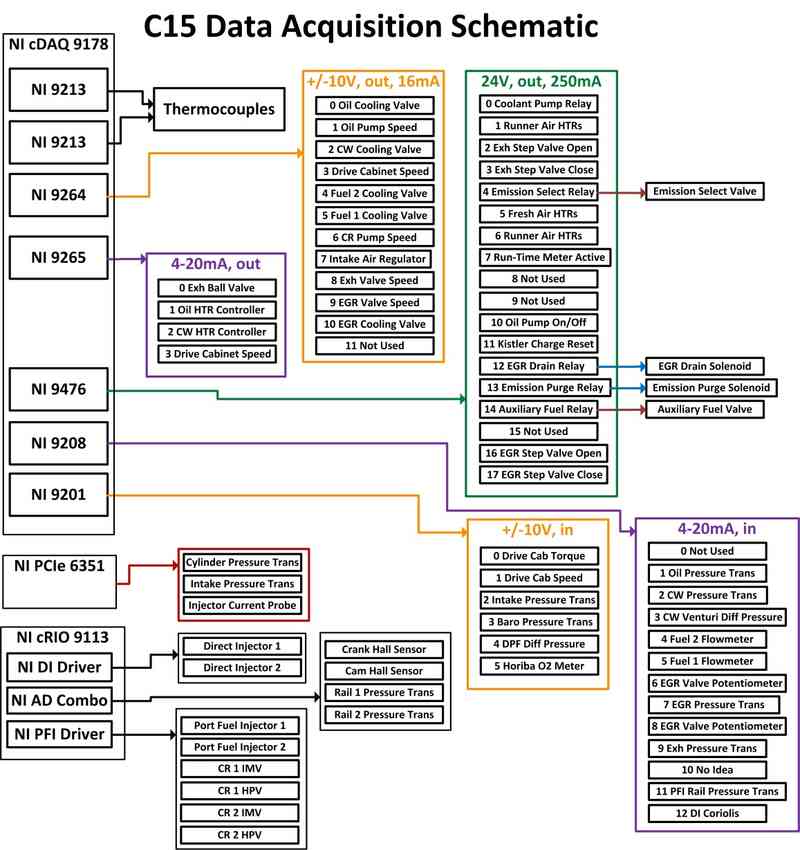 C15 Data Acquisition Schematic
NI cDAQ 9178
NI 9213
NI 9213
NI 9264
NI 9265
NI 9476
NI 9208
NI 9201
Thermocouples
+/-10V, out, 16mA
0 Oil Cooling Valve
1 Oil Pump Speed
2 CW Cooling Valve
3 Drive Cabinet Speed
4 Fuel 2 Cooling Valve
5 Fuel 1 Cooling Valve
6 CR Pump Speed
7 Intake Air Regulator
8 Exh Valve Speed
9 EGR Valve Speed
10 EGR Cooling Valve
11 Not Used
4-20mA, out
0 Exh Ball Valve
1 Oil HTR Controller
2 CW HTR Controller
3 Drive Cabinet Speed
24V, out, 250mA
0 Coolant Pump Relay
1 Runner Air HTRs
2 Exh Step Valve Open
3 Exh Step Valve Close
4 Emission Select Relay
5 Fresh Air HTRs
6 Runner Air HTRs
7 Run-Time Meter Active
8 Not Used
9 Not Used
10 Oil Pump On/Off
11 Kistler Charge Reset
12 EGR Drain Relay
13 Emission Purge Relay
14 Auxiliary Fuel Relay
15 Not Used
16 EGR Step Valve Open
17 EGR Step Valve Close
Emission Select Valve
EGR Drain Solenoid
Emission Purge Solenoid
Auxiliary Fuel Valve
+/-10V, in
0 Drive Cab Torque
1 Drive Cab Speed
2 Intake Pressure Trans
3 Baro Pressure Trans
4 DPF Diff Pressure
5 Horiba O2 Meter
4-20mA, in
0 Not Used
1 Oil Pressure Trans
2 CW Pressure Trans
3 CW Venturi Diff Pressure
4 Fuel 2 Flowmeter
5 Fuel 1 Flowmeter
6 EGR Valve Potentiometer
7 EGR Pressure Trans
8 EGR Valve Potentiometer
9 Exh Pressure Trans
10 No Idea
11 PFI Rail Pressure Trans
12 DI Coriolis
NI PCIe 6351
Cylinder Pressure Trans
Intake Pressure Trans
Injector Current Probe
NI cRIO 9113
NI DI Driver
NI AD Combo
NI PFI Driver
Direct Injector 1
Direct Injector 2
Crank Hall Sensor
Cam Hall Sensor
Rail 1 Pressure Trans
Rail 2 Pressure Trans
Port Fuel Injector 1
Port Fuel Injector 2
CR 1 IMV
CR 1 HPV
CR 2 IMV
CR 2 HPV